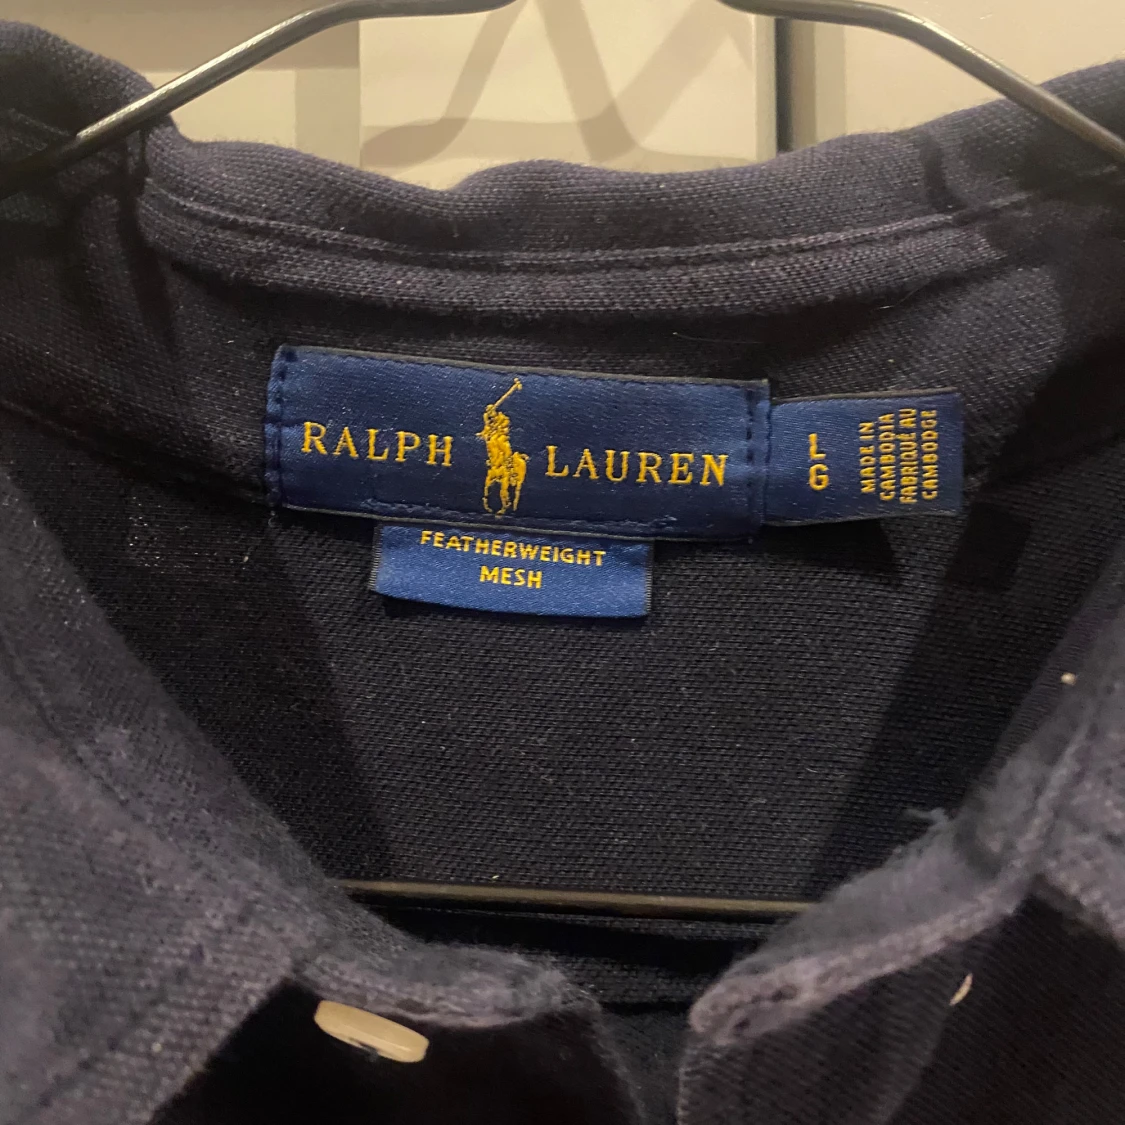 RALPH LAUREN
L
G
MADE IN
CAMBODIA
FABRIQUÉ AU
CAMBODGE
FEATHERWEIGHT
MESH